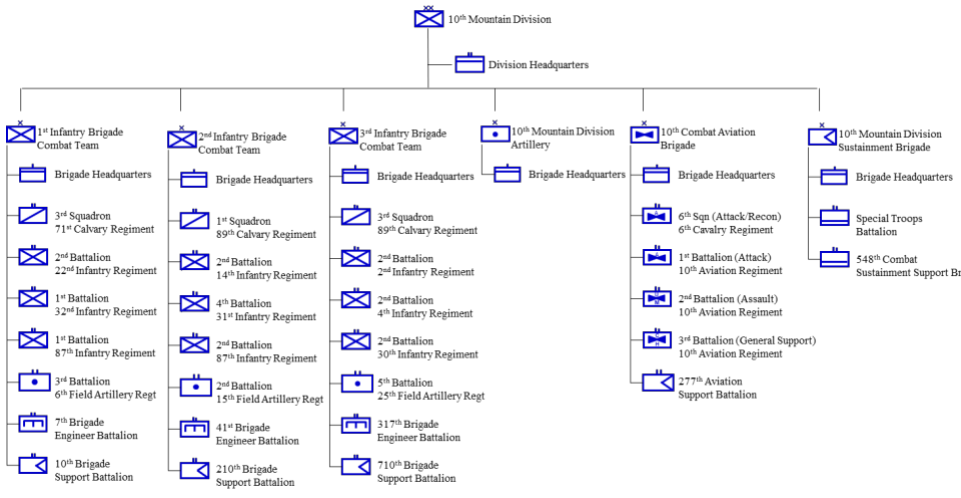 10th Mountain Division
Division Headquarters
1st Infantry Brigade
Combat Team
Brigade Headquarters
3rd Squadron
71st Calvary Regiment
2nd Battalion
22nd Infantry Regiment
1st Battalion
32nd Infantry Regiment
1st Battalion
87th Infantry Regiment
3rd Battalion
6th Field Artillery Regt
7th Brigade
Engineer Battalion
10th Brigade
Support Battalion
2nd Infantry Brigade
Combat Team
Brigade Headquarters
1st Squadron
89th Calvary Regiment
2nd Battalion
14th Infantry Regiment
4th Battalion
31st Infantry Regiment
2nd Battalion
87th Infantry Regiment
2nd Battalion
15th Field Artillery Regt
41st Brigade
Engineer Battalion
210th Brigade
Support Battalion
3rd Infantry Brigade
Combat Team
Brigade Headquarters
3rd Squadron
89th Calvary Regiment
2nd Battalion
2nd Infantry Regiment
2nd Battalion
4th Infantry Regiment
2nd Battalion
30th Infantry Regiment
5th Battalion
25th Field Artillery Regt
317th Brigade
Engineer Battalion
710th Brigade
Support Battalion
10th Mountain Division
Artillery
Brigade Headquarters
10th Combat Aviation
Brigade
Brigade Headquarters
6th Sqn (Attack/Recon)
6th Cavalry Regiment
1st Battalion (Attack)
10th Aviation Regiment
2nd Battalion (Assault)
10th Aviation Regiment
3rd Battalion (General Support)
10th Aviation Regiment
277th Aviation
Support Battalion
10th Mountain Division
Sustainment Brigade
Brigade Headquarters
Special Troops
Battalion
548th Combat
Sustainment Support B